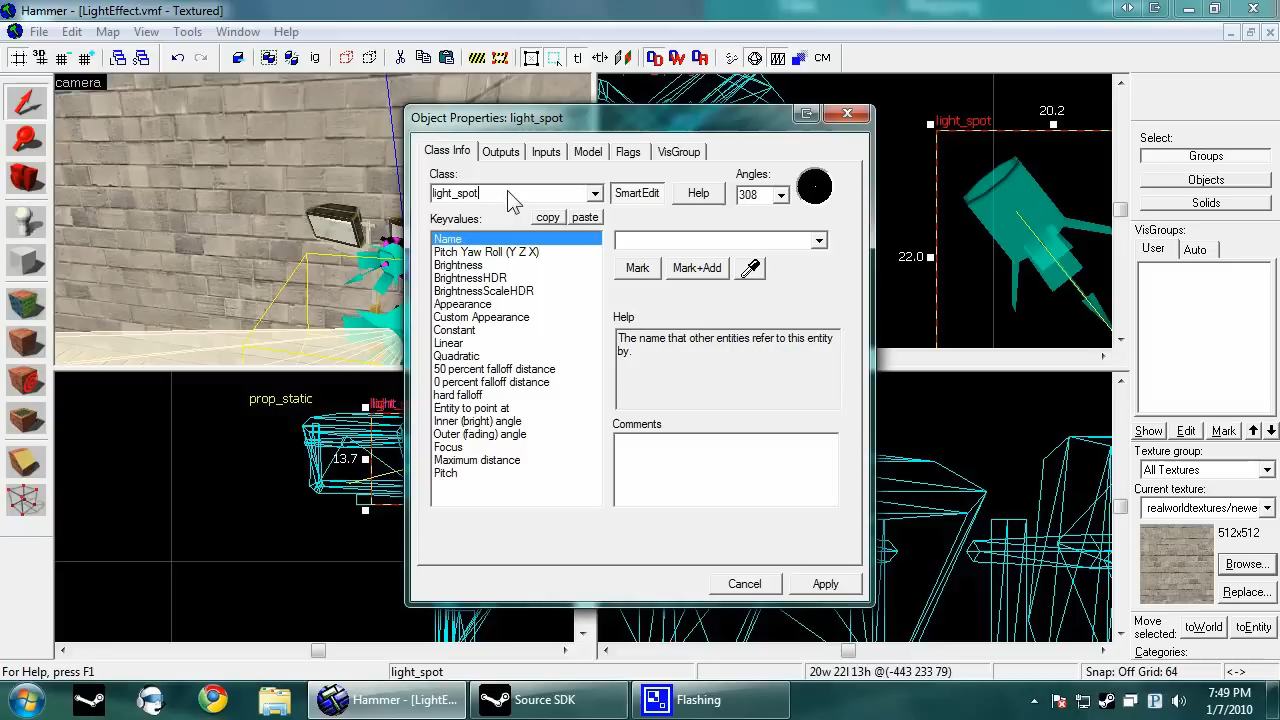 Hammer - [LightEffect.vmf - Textured]
File Edit Map View Tools Window Help
3D CM
camera
Object Properties: light_spot
Class Info Outputs Inputs Model Flags VisGroup
Class:
light_spot
SmartEdit
Help
Angles:
308
Keyvalues:
copy paste
Name
Pitch Yaw Roll (Y Z X)
Brightness
BrightnessHDR
BrightnessScaleHDR
Appearance
Custom Appearance
Constant
Linear
Quadratic
50 percent falloff distance
0 percent falloff distance
hard falloff
Entity to point at
Inner (bright) angle
Outer (fading) angle
Focus
Maximum distance
Pitch
Mark Mark+Add
Help
The name that other entities refer to this entity
by.
Comments
Cancel Apply
light_spot
20.2
22.0
prop_static
13.7
Select:
Groups
Objects
Solids
VisGroups:
User Auto
Show Edit Mark
Texture group:
All Textures
Current texture:
realworldtextures/newe
512x512
Browse...
Replace...
Move
selected:
toWorld toEntity
Categories:
For Help, press F1
light_spot
20w 22l 13h @(-443 233 79)
Snap: Off Grid: 64
<->
Hammer - [LightE...
Source SDK
Flashing
7:49 PM
1/7/2010